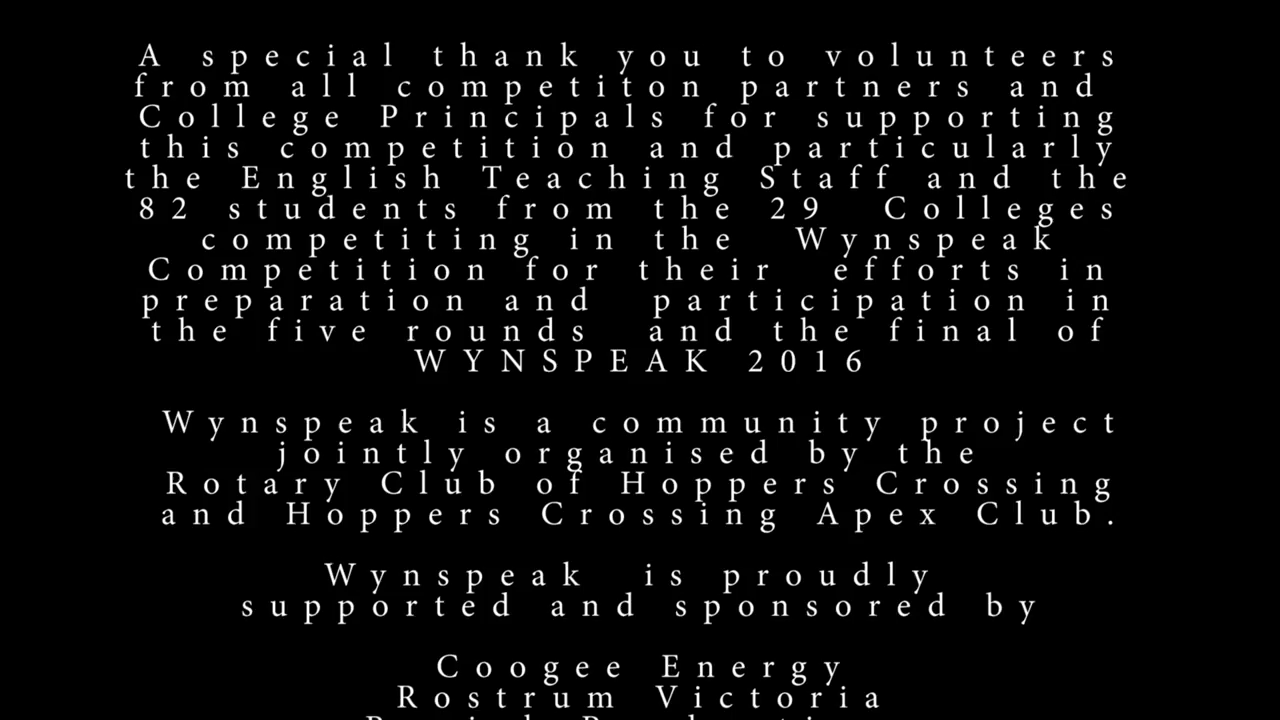 A special thank you to volunteers
from all competiton partners and
College Principals for supporting
this competition and particularly
the English Teaching Staff and the
82 students from the 29 Colleges
competiting in the Wynspeak
Competition for their efforts in
preparation and participation in
the five rounds and the final of
WYNSPEAK 2016
Wynspeak is a community project
jointly organised by the
Rotary Club of Hoppers Crossing
and Hoppers Crossing Apex Club.
Wynspeak is proudly
supported and sponsored by
Coogee Energy
Rostrum Victoria